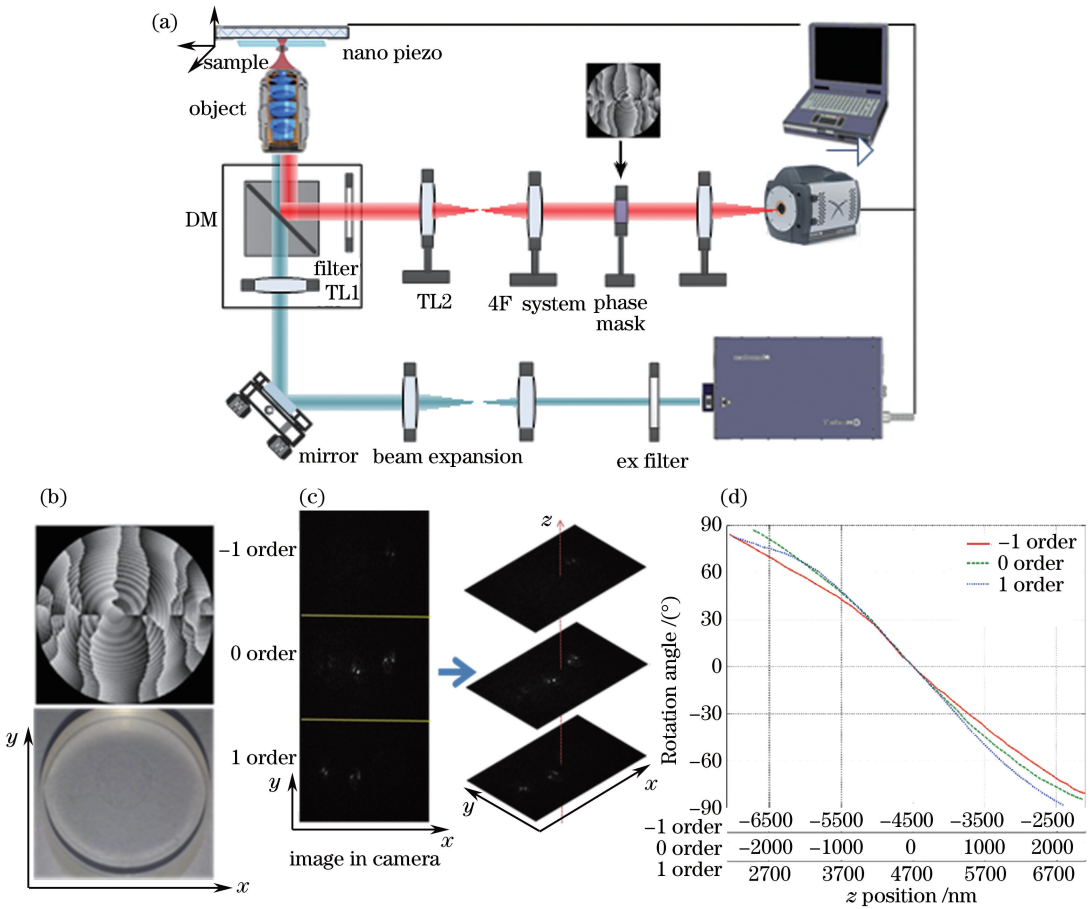 (a)
nano piezo
sample
object
DM
filter
TL1
TL2
4F system
phase
mask
mirror
beam expansion
ex filter
(b)
y
x
(c)
−1 order
0 order
1 order
y
x
image in camera
z
y
x
(d)
Rotation angle /(°)
90
60
30
0
−30
−60
−90
−1 order
0 order
1 order
−1 order −6500 −5500 −4500 −3500 −2500
0 order −2000 −1000 0 1000 2000
1 order 2700 3700 4700 5700 6700
z position /nm